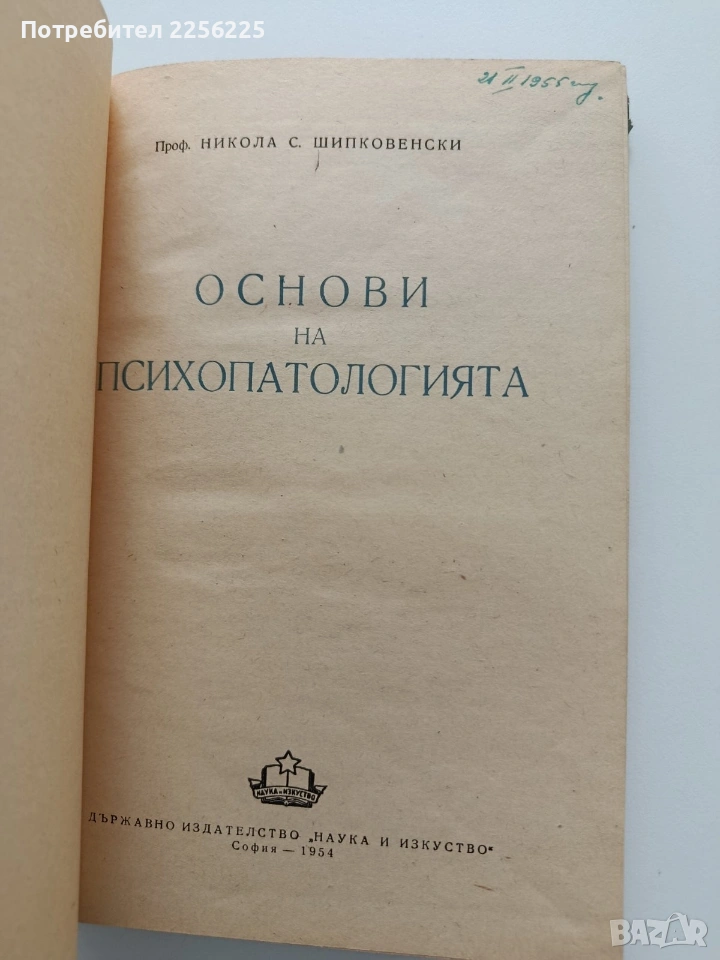 Потребител 2256225
21 II 1955 г.
Проф. НИКОЛА С. ШИПКОВЕНСКИ
ОСНОВИ
НА
ПСИХОПАТОЛОГИЯТА
НАУКА И ИЗКУСТВО
ДЪРЖАВНО ИЗДАТЕЛСТВО „НАУКА И ИЗКУСТВО“
София — 1954
BAZAR